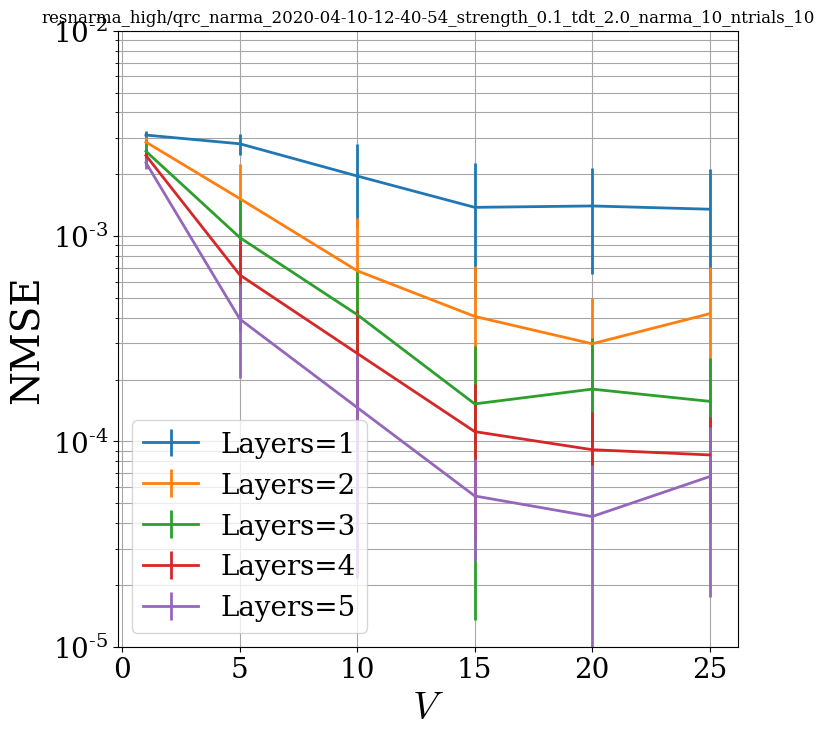 resnarma_high/qrc_narma_2020-04-10-12-40-54_strength_0.1_tdt_2.0_narma_10_ntrials_10
10^-2
10^-3
10^-4
10^-5
NMSE
Layers=1
Layers=2
Layers=3
Layers=4
Layers=5
0 5 10 15 20 25
V